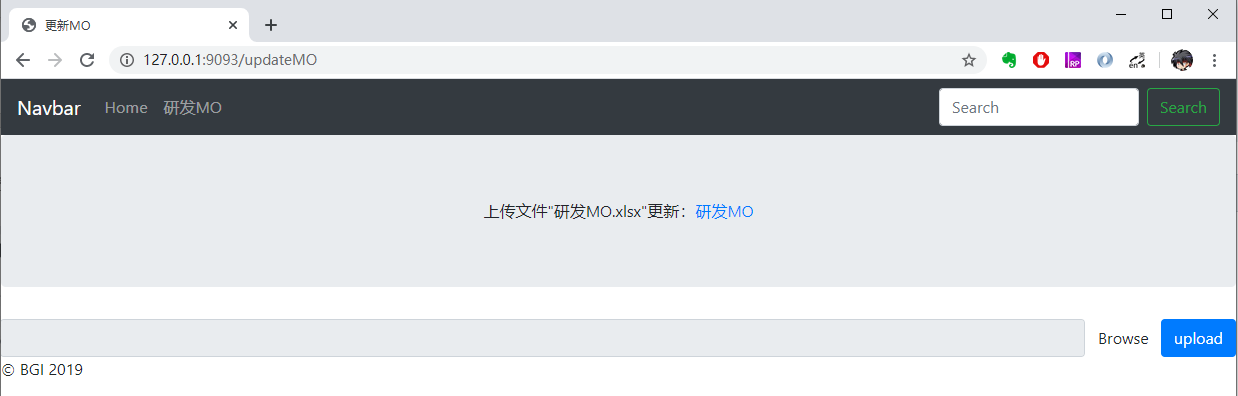 更新MO
127.0.0.1:9093/updateMO
RP
en 英
Navbar Home 研发MO Search Search
上传文件"研发MO.xlsx"更新：研发MO
Browse upload
© BGI 2019